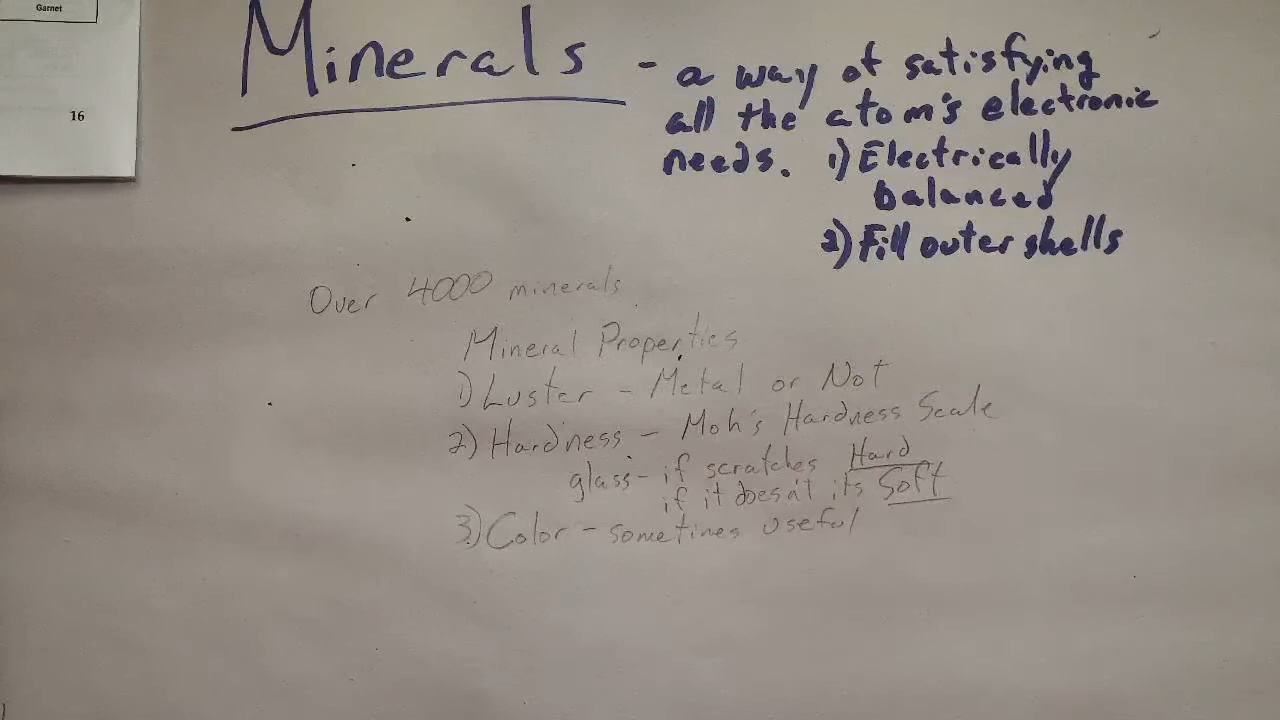 Garnet
16
Minerals - a way of satisfying
all the atom's electronic
needs. 1) Electrically
balanced
2) Fill outer shells
Over 4000 minerals
Mineral Properties
1) Luster - Metal or Not
2) Hardness - Moh's Hardness Scale
glass - if scratches Hard
if it doesn't its Soft
3.) Color - sometimes useful